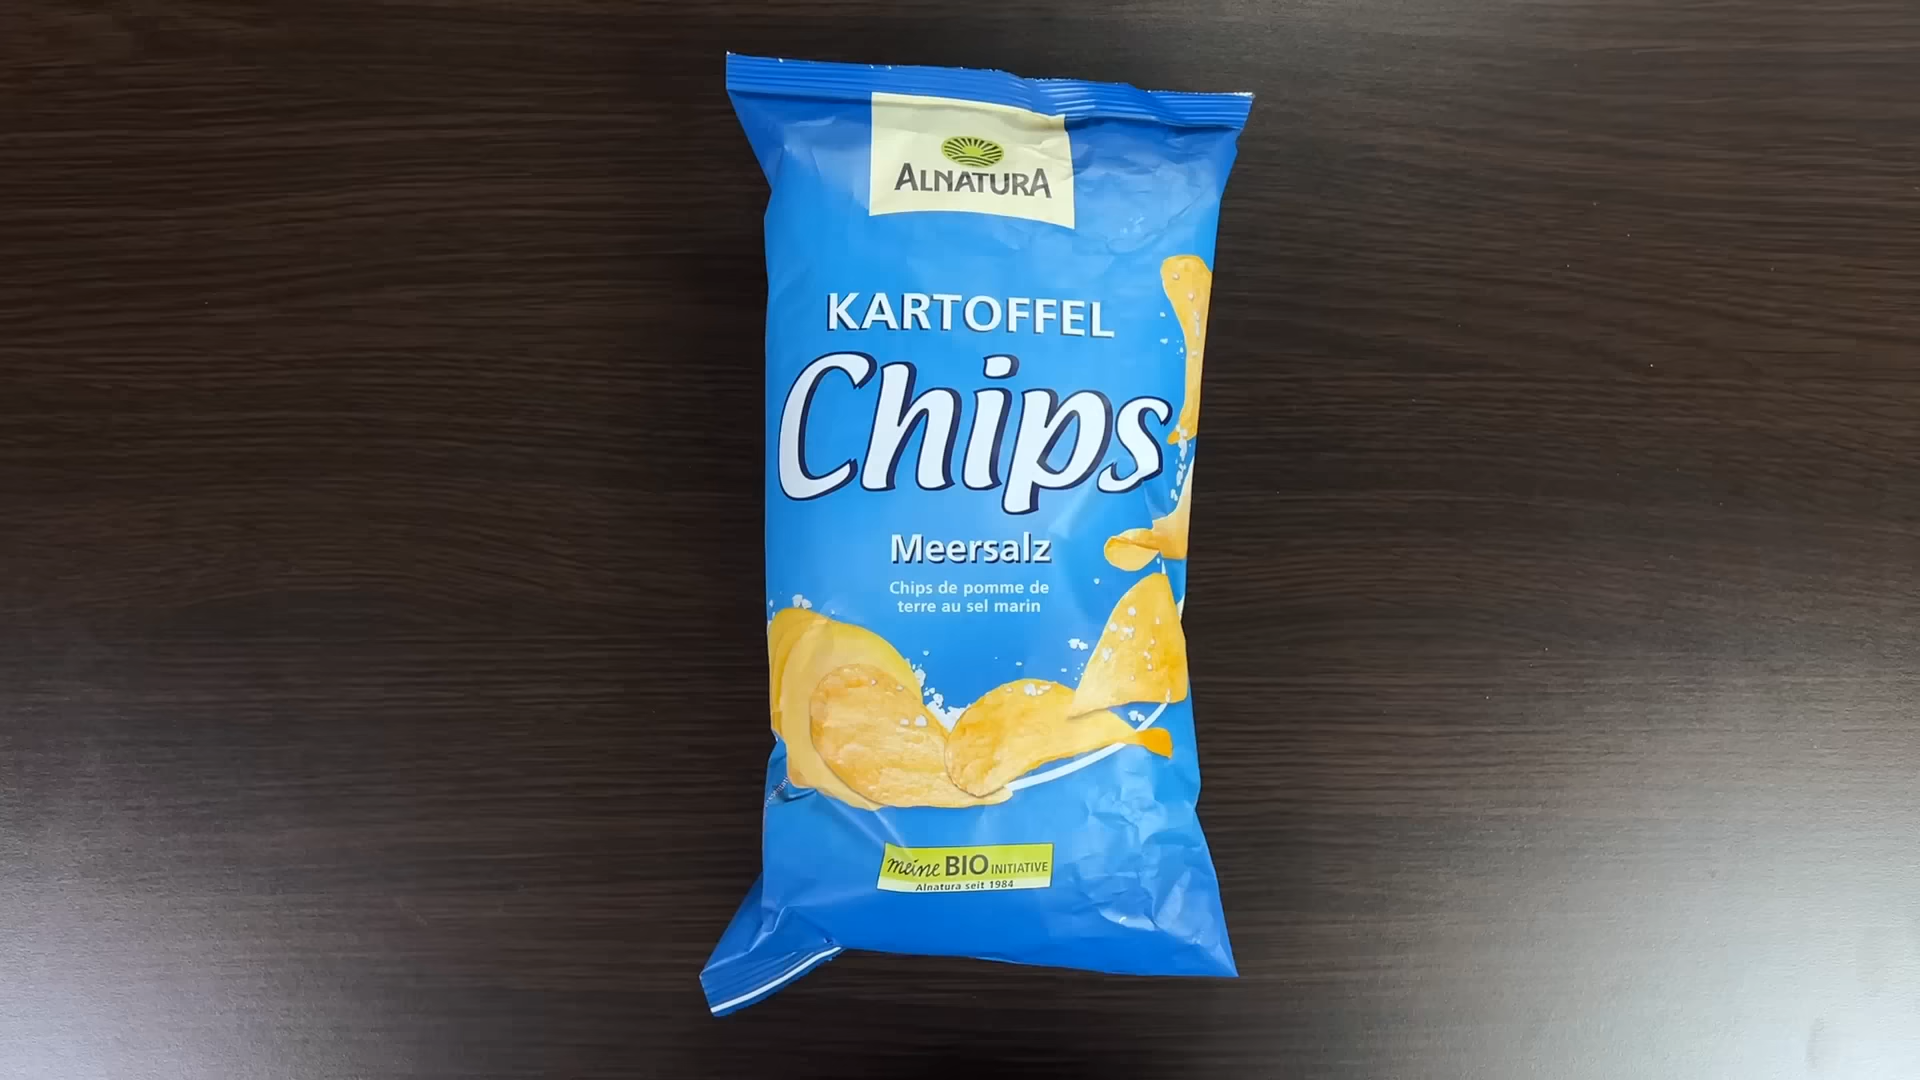 ALNATURA
KARTOFFEL
Chips
Meersalz
Chips de pomme de
terre au sel marin
meine BIO INITIATIVE
Alnatura seit 1984